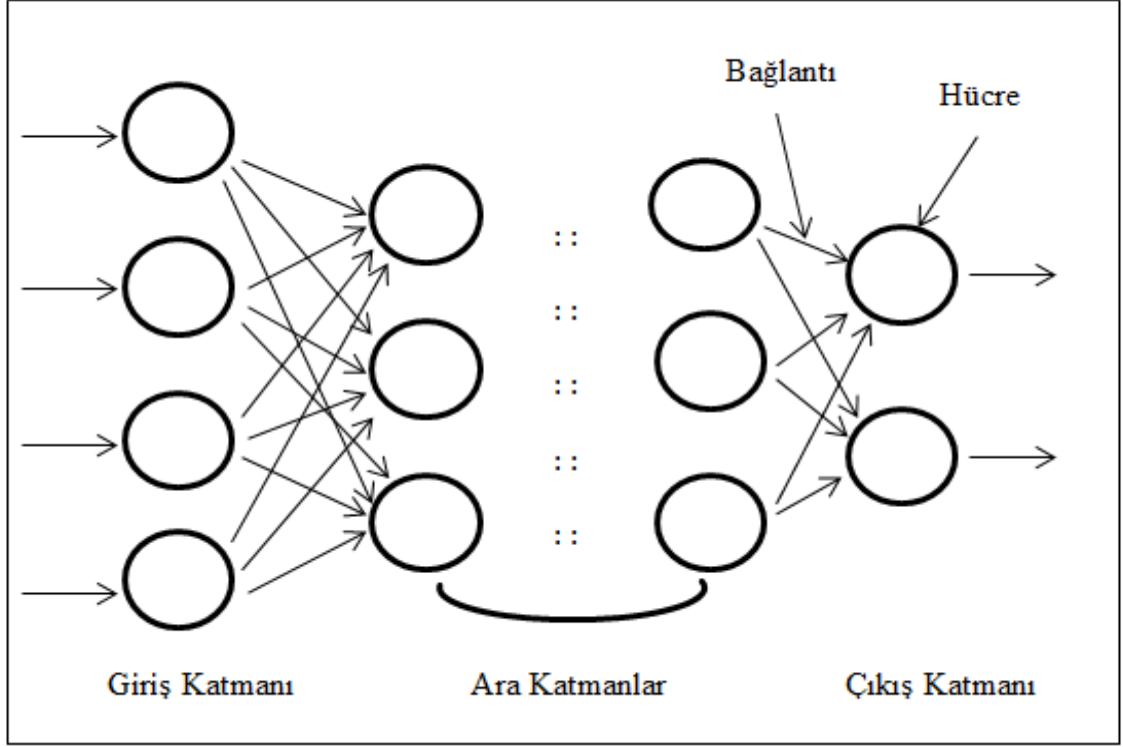 Bağlantı
Hücre
: :
: :
: :
: :
: :
Giriş Katmanı
Ara Katmanlar
Çıkış Katmanı